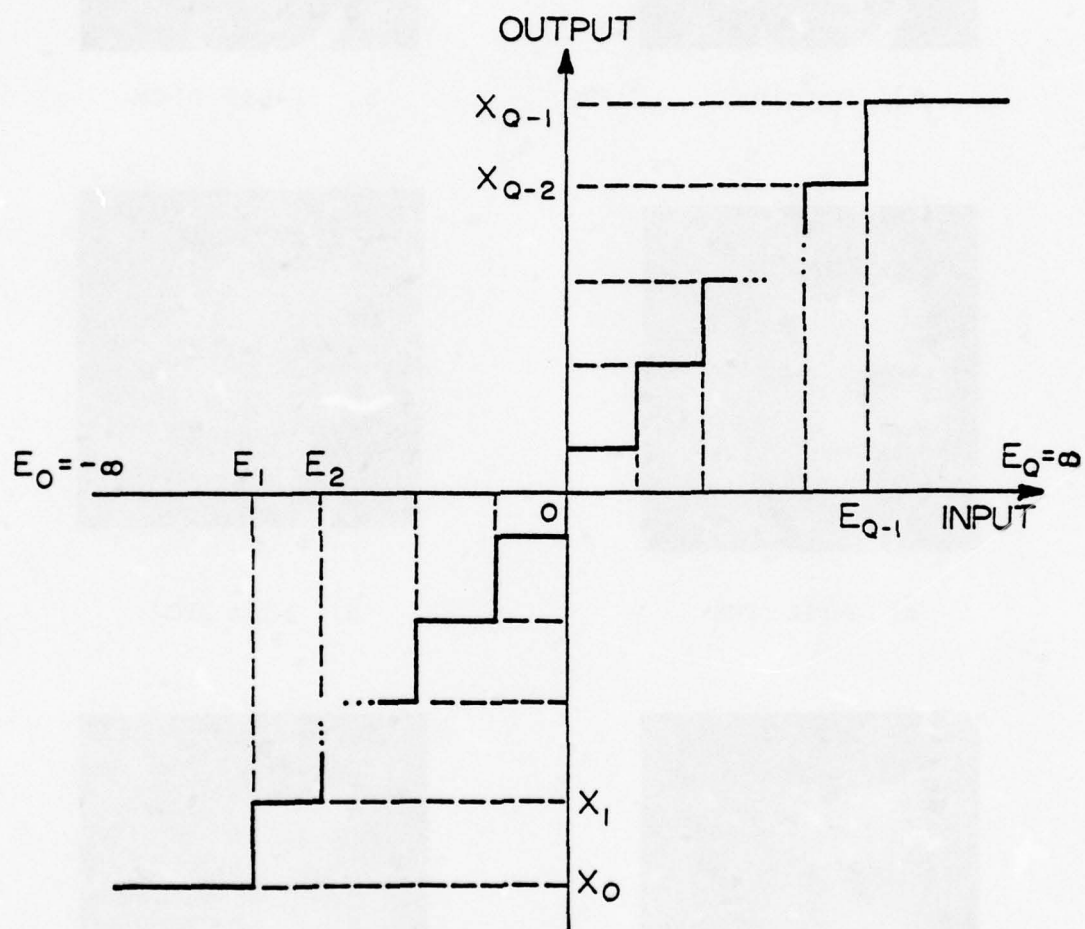 OUTPUT
X_{Q-1}
X_{Q-2}
E_0=-∞ E_1 E_2 E_Q=∞
0 E_{Q-1} INPUT
X_1
X_0